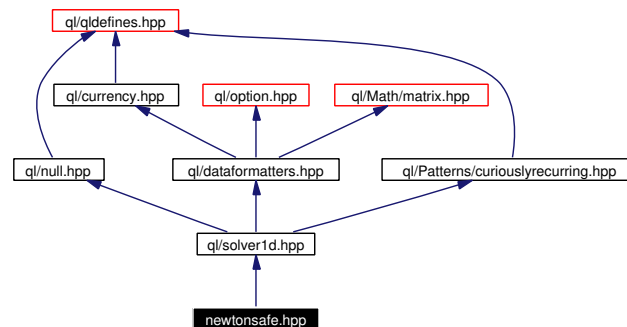 ql/qldefines.hpp
ql/currency.hpp
ql/option.hpp
ql/Math/matrix.hpp
ql/null.hpp
ql/dataformatters.hpp
ql/Patterns/curiouslyrecurring.hpp
ql/solver1d.hpp
newtonsafe.hpp